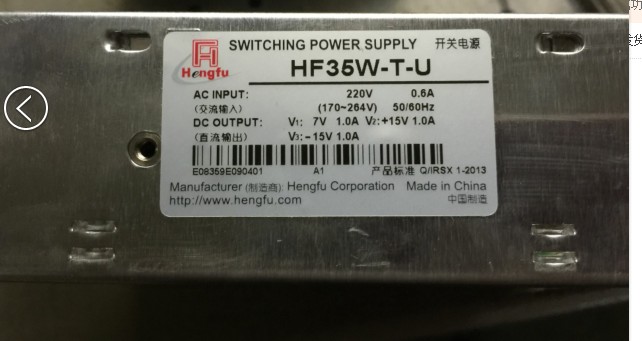 SWITCHING POWER SUPPLY 开关电源
Hengfu
HF35W-T-U
AC INPUT: 220V 0.6A
(交流输入) (170~264V) 50/60Hz
DC OUTPUT: V1: 7V 1.0A V2:+15V 1.0A
(直流输出) V3:-15V 1.0A
E08359E090401 A1 产品标准 Q/IRSX 1-2013
Manufacturer (制造商): Hengfu Corporation Made in China
http://www.hengfu.com 中国制造